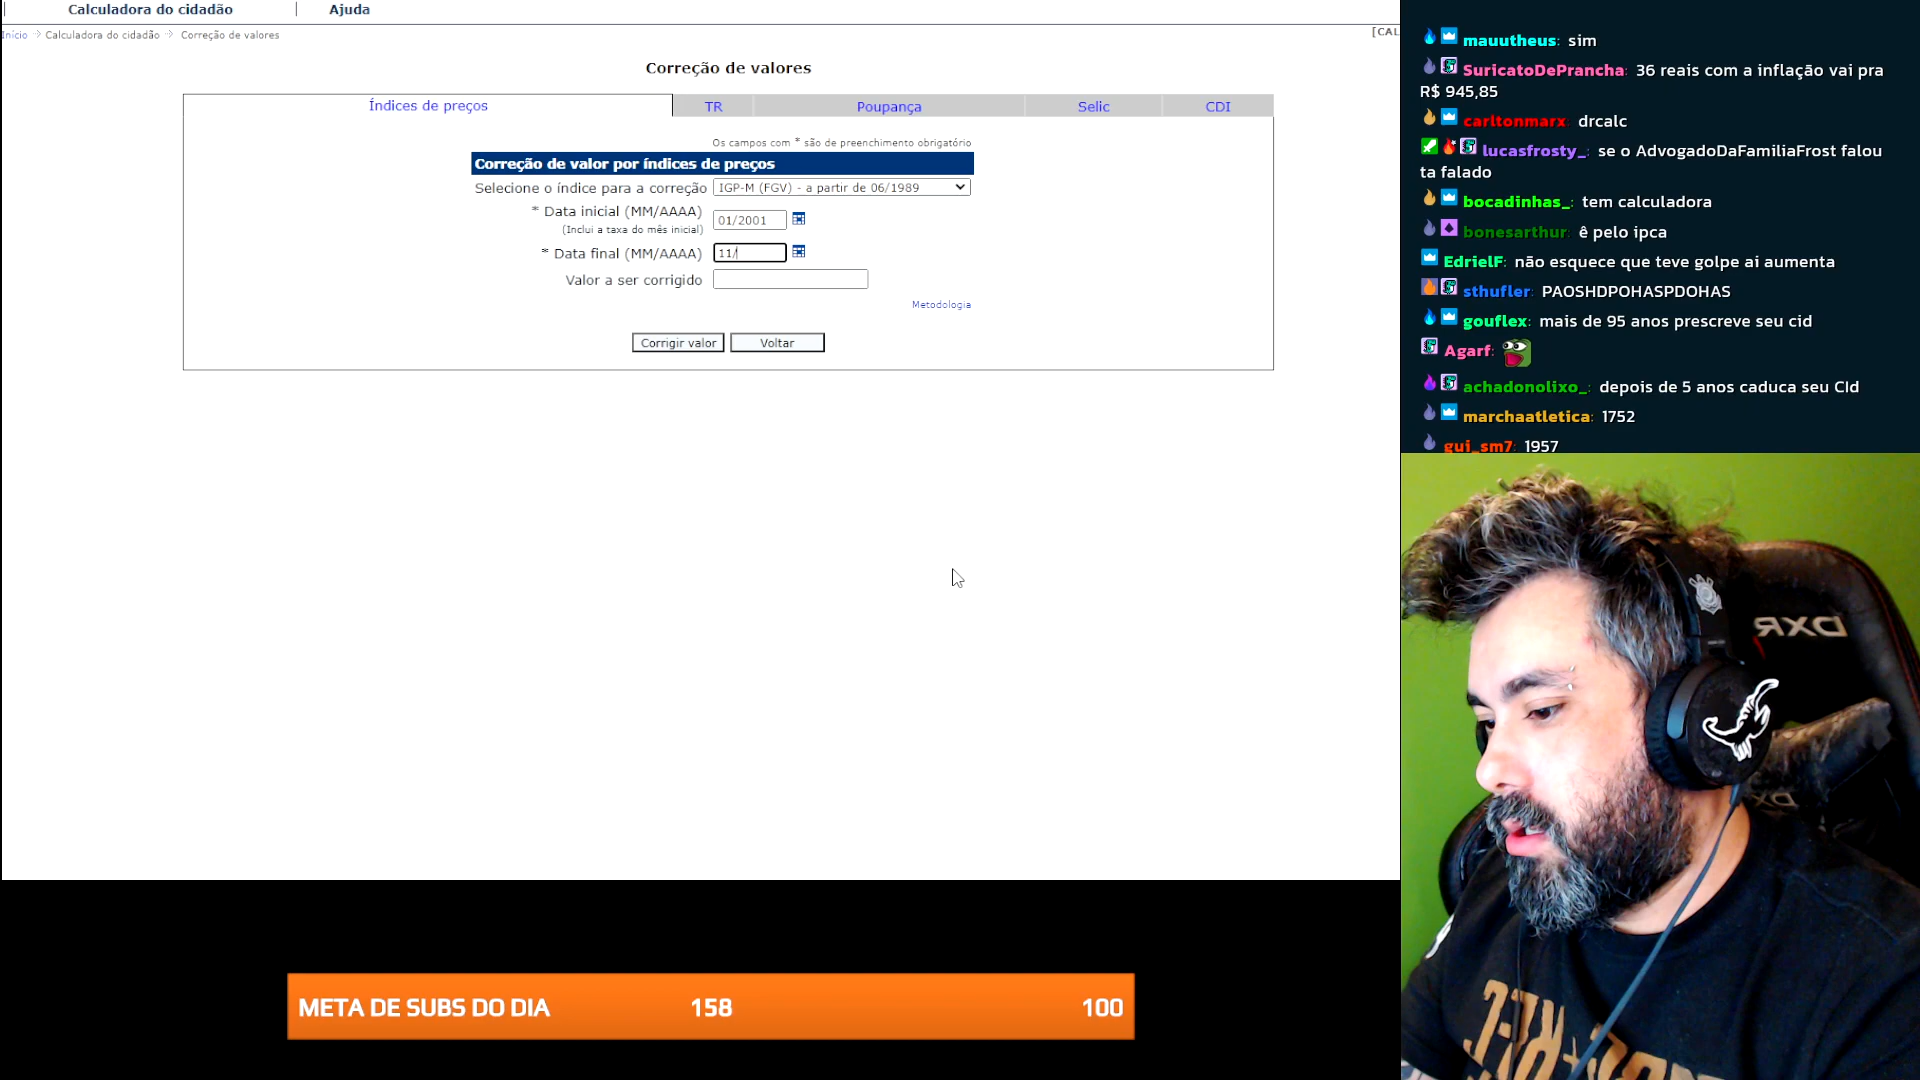 Calculadora do cidadão
Ajuda
Início
Calculadora do cidadão
Correção de valores
[CAL
Correção de valores
Índices de preços
TR
Poupança
Selic
CDI
Os campos com * são de preenchimento obrigatório
Correção de valor por índices de preços
Selecione o índice para a correção IGP-M (FGV) - a partir de 06/1989
* Data inicial (MM/AAAA) 01/2001
(Inclui a taxa do mês inicial)
* Data final (MM/AAAA) 11/
Valor a ser corrigido
Metodologia
Corrigir valor
Voltar
mauutheus: sim
SuricatoDePrancha: 36 reais com a inflação vai pra
R$ 945,85
carltonmarx: drcalc
lucasfrosty_: se o AdvogadoDaFamiliaFrost falou
ta falado
bocadinhas_: tem calculadora
bonesarthur: ê pelo ipca
EdrielF: não esquece que teve golpe ai aumenta
sthufler: PAOSHDPOHASPDOHAS
gouflex: mais de 95 anos prescreve seu cid
Agarf:
achadonolixo_: depois de 5 anos caduca seu CId
marchaatletica: 1752
gui_sm7: 1957
DXR
META DE SUBS DO DIA 158 100